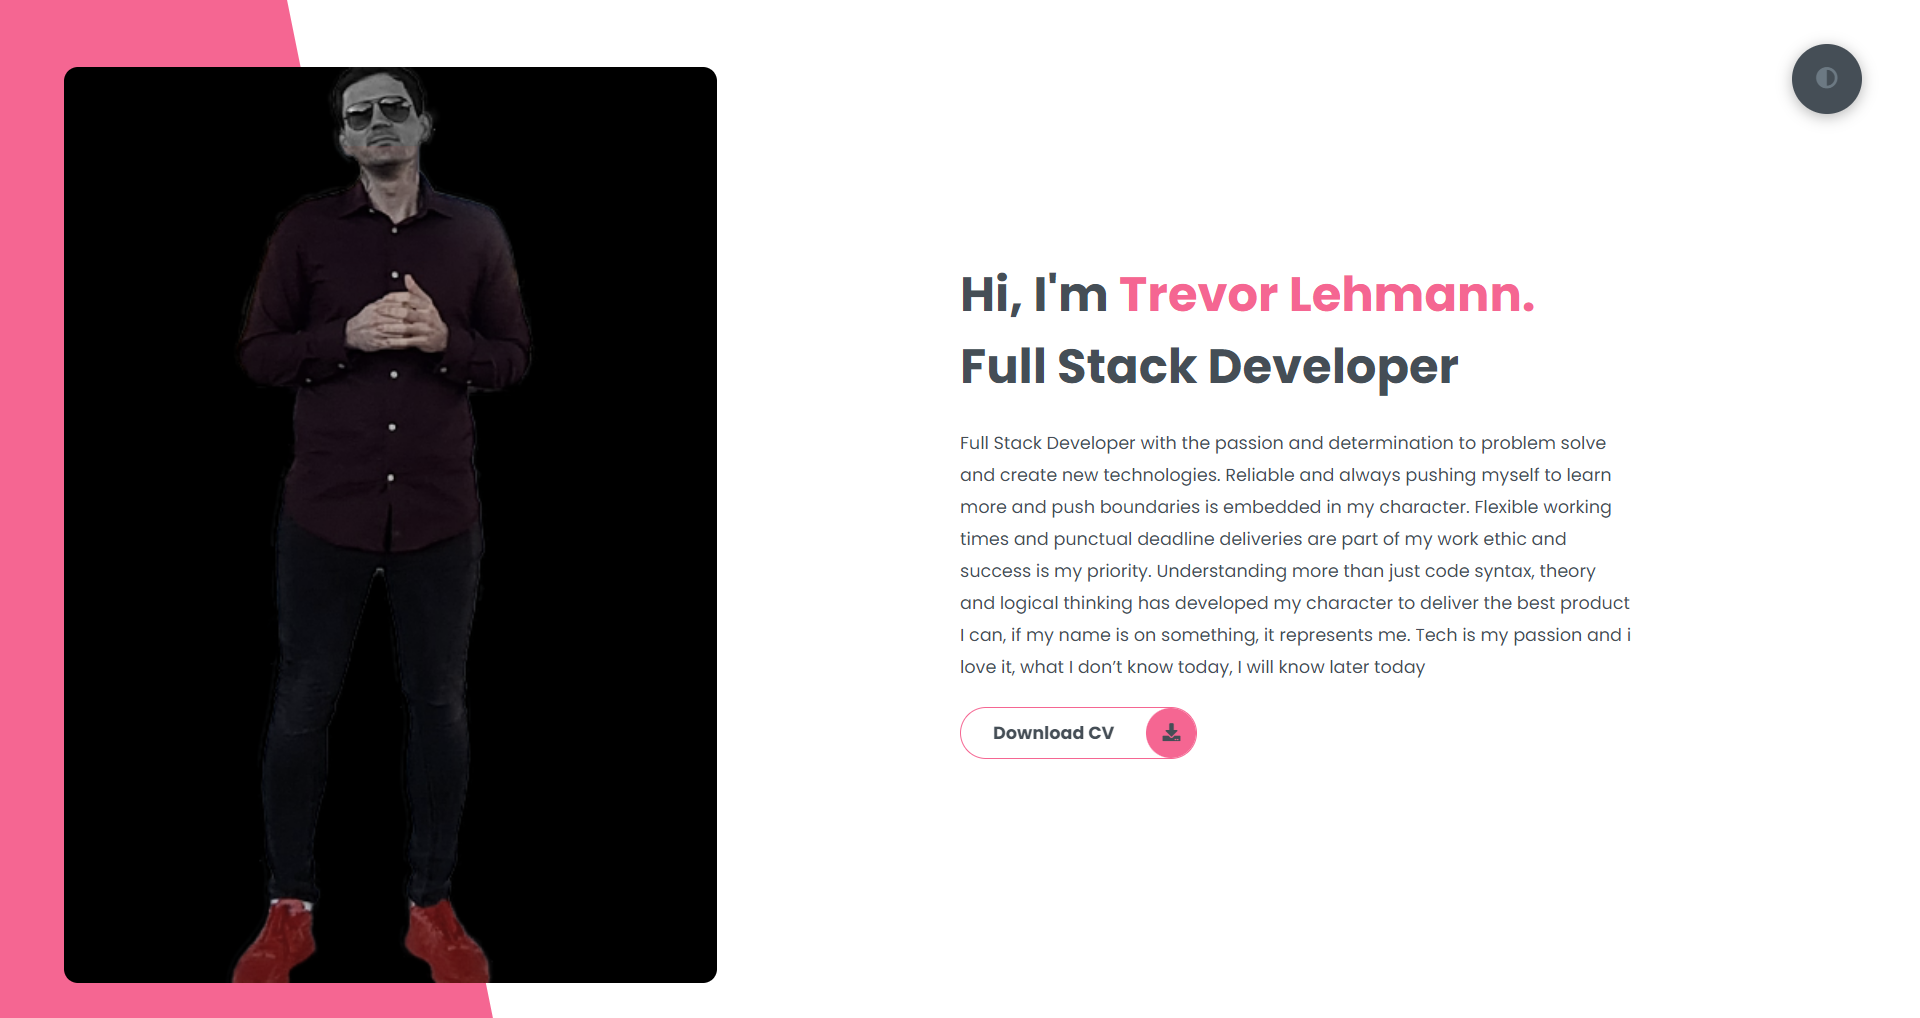 Hi, I'm Trevor Lehmann.
Full Stack Developer
Full Stack Developer with the passion and determination to problem solve
and create new technologies. Reliable and always pushing myself to learn
more and push boundaries is embedded in my character. Flexible working
times and punctual deadline deliveries are part of my work ethic and
success is my priority. Understanding more than just code syntax, theory
and logical thinking has developed my character to deliver the best product
I can, if my name is on something, it represents me. Tech is my passion and i
love it, what I don’t know today, I will know later today
Download CV